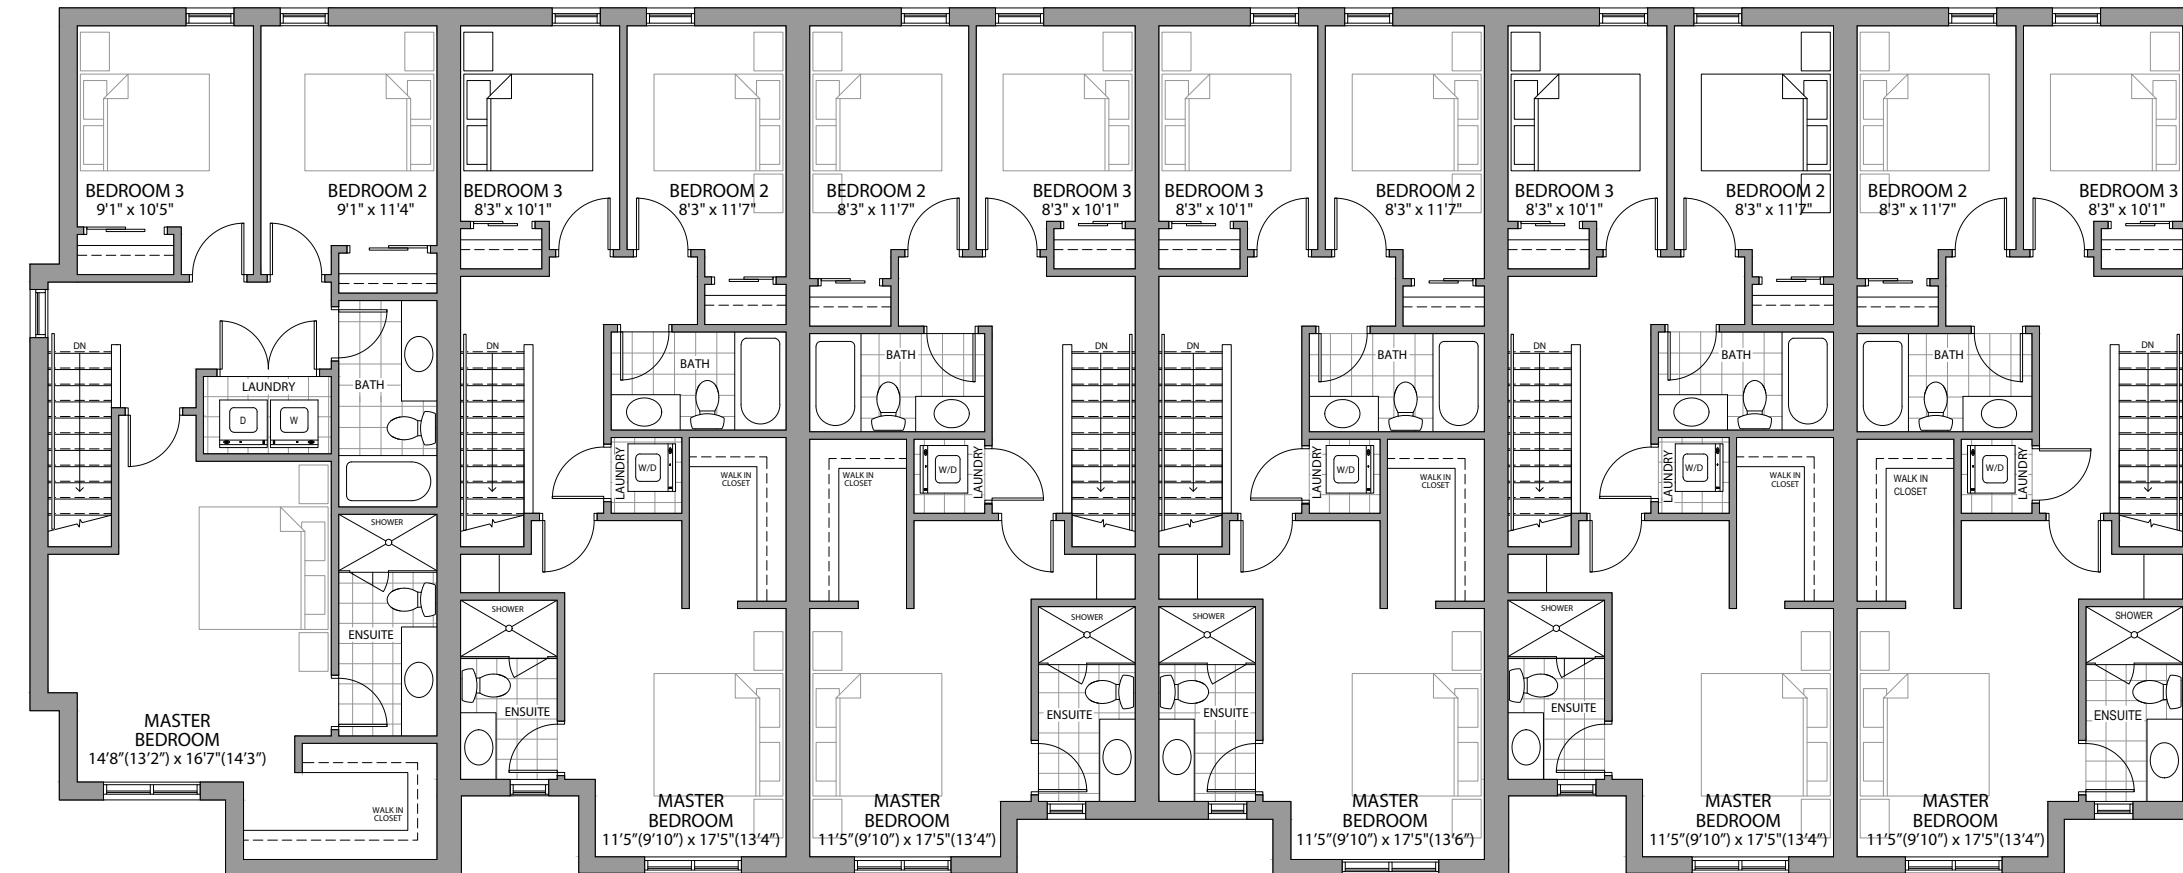 BEDROOM 3
9'1" x 10'5"
BEDROOM 2
9'1" x 11'4"
DN
LAUNDRY
D
W
BATH
SHOWER
ENSUITE
MASTER
BEDROOM
14'8"(13'2") x 16'7"(14'3")
WALK IN
CLOSET
BEDROOM 3
8'3" x 10'1"
BEDROOM 2
8'3" x 11'7"
DN
BATH
LAUNDRY
W/D
WALK IN
CLOSET
SHOWER
ENSUITE
MASTER
BEDROOM
11'5"(9'10") x 17'5"(13'4")
BEDROOM 2
8'3" x 11'7"
BEDROOM 3
8'3" x 10'1"
BATH
DN
WALK IN
CLOSET
W/D
LAUNDRY
SHOWER
ENSUITE
MASTER
BEDROOM
11'5"(9'10") x 17'5"(13'4")
BEDROOM 3
8'3" x 10'1"
BEDROOM 2
8'3" x 11'7"
DN
BATH
LAUNDRY
W/D
WALK IN
CLOSET
SHOWER
ENSUITE
MASTER
BEDROOM
11'5"(9'10") x 17'5"(13'6")
BEDROOM 3
8'3" x 10'1"
BEDROOM 2
8'3" x 11'7"
DN
BATH
LAUNDRY
W/D
WALK IN
CLOSET
SHOWER
ENSUITE
MASTER
BEDROOM
11'5"(9'10") x 17'5"(13'4")
BEDROOM 2
8'3" x 11'7"
BEDROOM 3
8'3" x 10'1"
BATH
DN
WALK IN
CLOSET
W/D
LAUNDRY
SHOWER
ENSUITE
MASTER
BEDROOM
11'5"(9'10") x 17'5"(13'4")